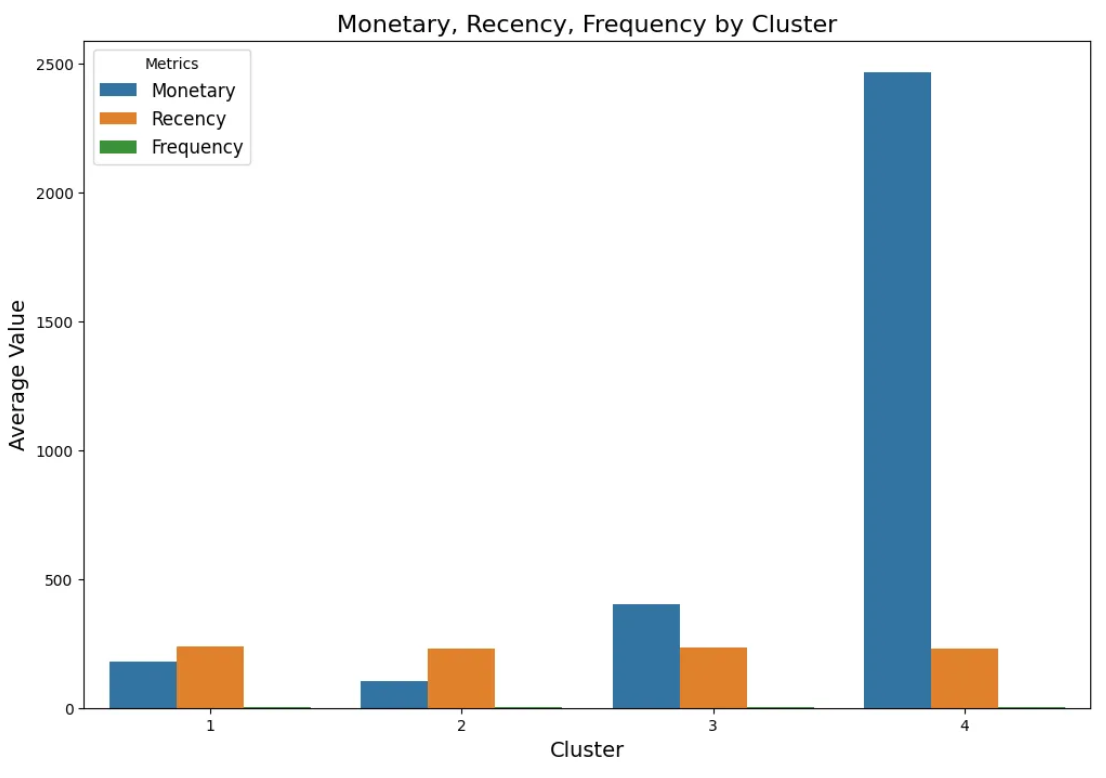 Monetary, Recency, Frequency by Cluster
Metrics
Monetary
Recency
Frequency
2500
2000
1500
1000
500
0
Average Value
1 2 3 4
Cluster